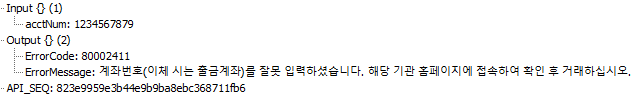 Input {} (1)
acctNum: 1234567879
Output {} (2)
ErrorCode: 80002411
ErrorMessage: 계좌번호(이체 시는 출금계좌)를 잘못 입력하셨습니다. 해당 기관 홈페이지에 접속하여 확인 후 거래하십시오.
API_SEQ: 823e9959e3b44e9b9ba8ebc368711fb6